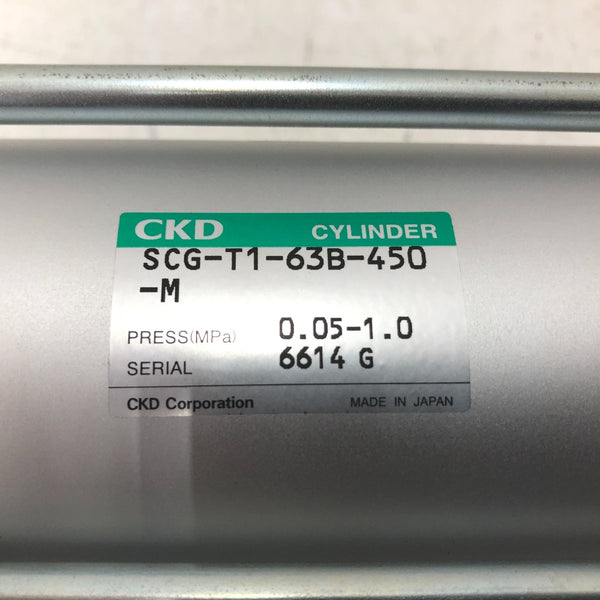 CKD CYLINDER
SCG-T1-63B-450
-M
PRESS(MPa) 0.05-1.0
SERIAL 6614 G
CKD Corporation MADE IN JAPAN